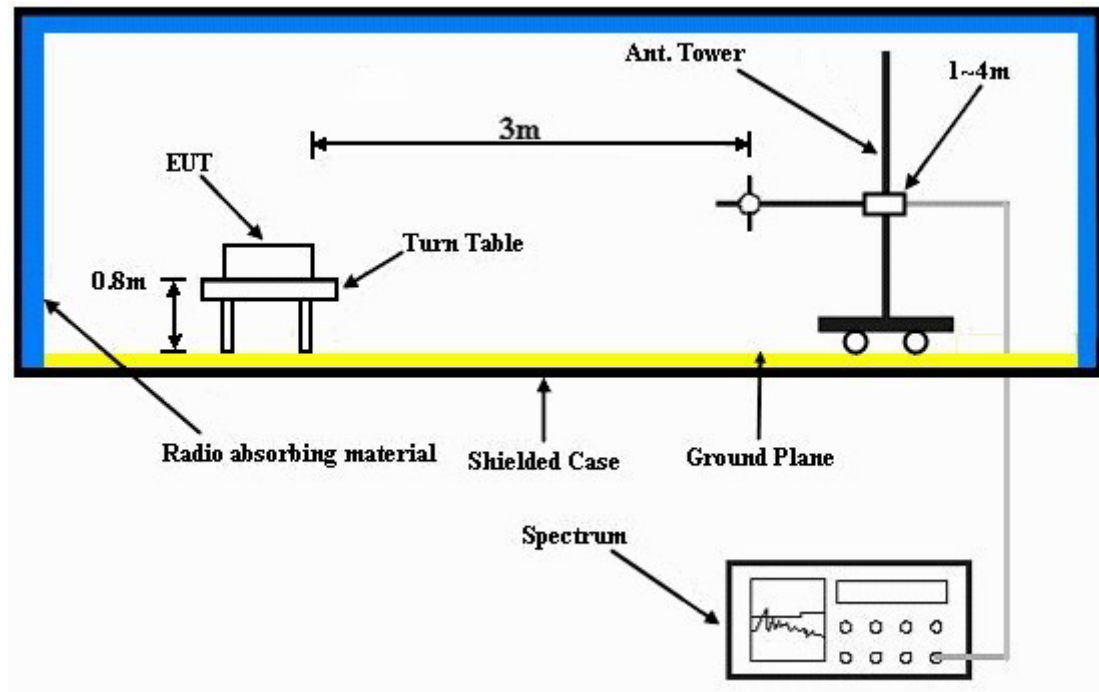 Ant. Tower
1~4m
3m
EUT
Turn Table
0.8m
Radio absorbing material
Shielded Case
Ground Plane
Spectrum